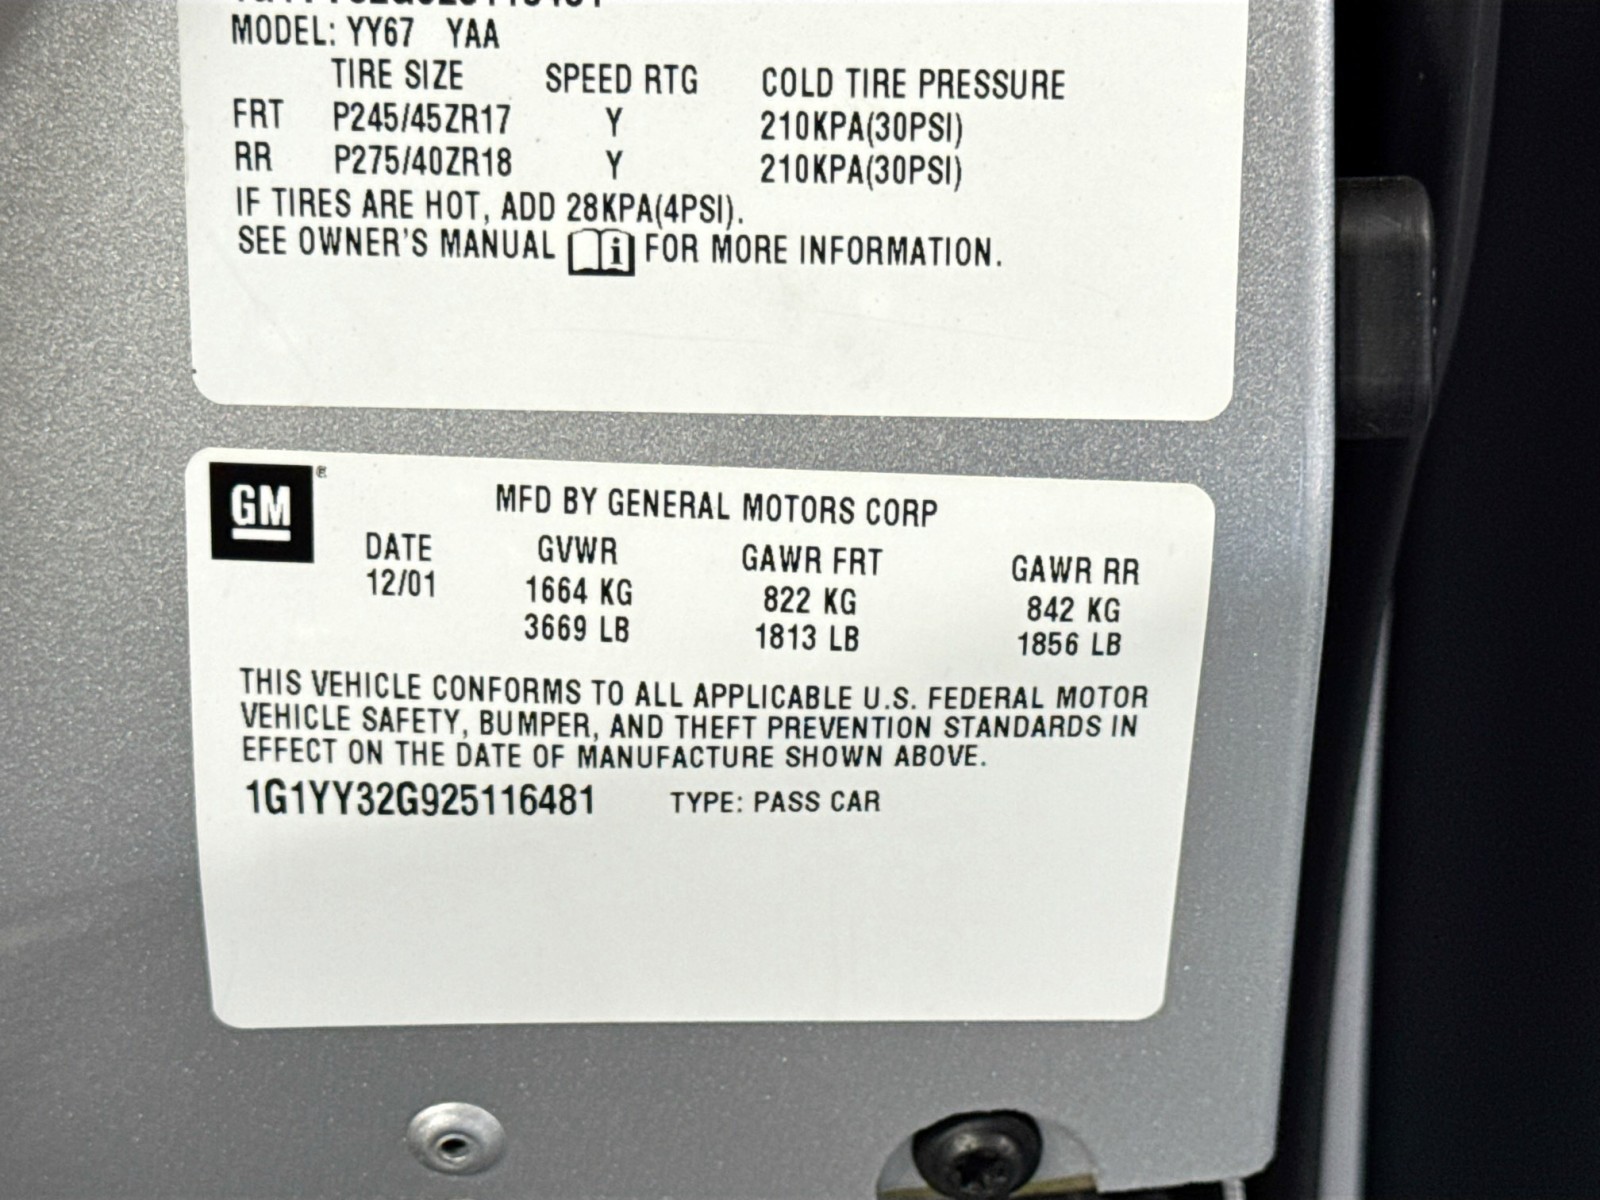 MODEL: YY67 YAA
TIRE SIZE SPEED RTG COLD TIRE PRESSURE
FRT P245/45ZR17 Y 210KPA(30PSI)
RR P275/40ZR18 Y 210KPA(30PSI)
IF TIRES ARE HOT, ADD 28KPA(4PSI).
SEE OWNER'S MANUAL i FOR MORE INFORMATION.
GM®
MFD BY GENERAL MOTORS CORP
DATE GVWR GAWR FRT GAWR RR
12/01 1664 KG 822 KG 842 KG
3669 LB 1813 LB 1856 LB
THIS VEHICLE CONFORMS TO ALL APPLICABLE U.S. FEDERAL MOTOR
VEHICLE SAFETY, BUMPER, AND THEFT PREVENTION STANDARDS IN
EFFECT ON THE DATE OF MANUFACTURE SHOWN ABOVE.
1G1YY32G925116481 TYPE: PASS CAR